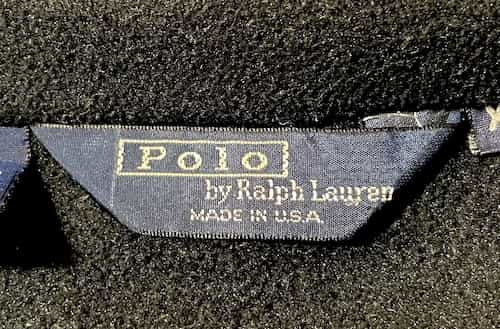 Polo
by Ralph Lauren
MADE IN U.S.A.